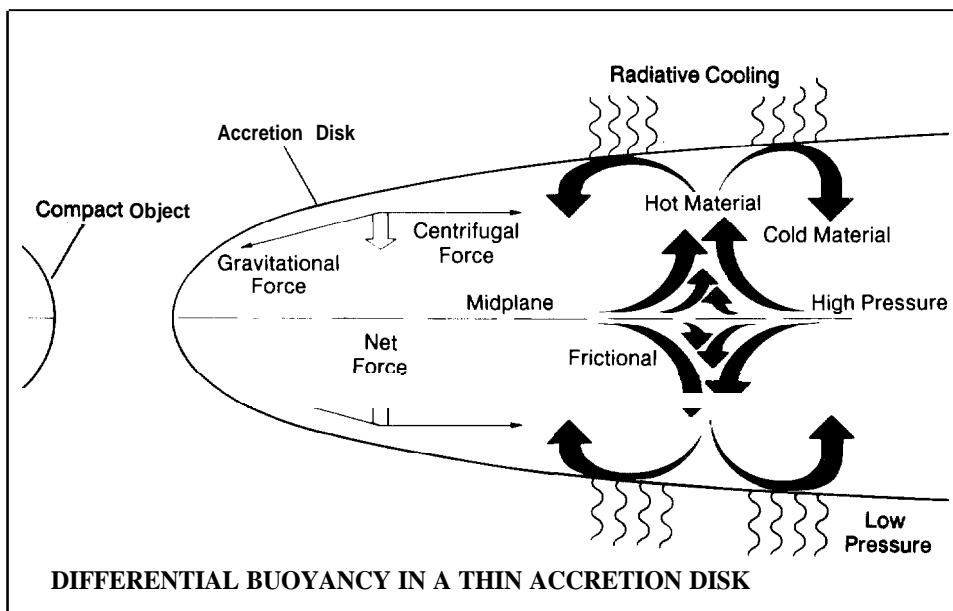 Radiative Cooling
Accretion Disk
Compact Object
Hot Material
Centrifugal
Force
Cold Material
Gravitational
Force
Midplane
High Pressure
Net
Force
Frictional
Low
Pressure
DIFFERENTIAL BUOYANCY IN A THIN ACCRETION DISK